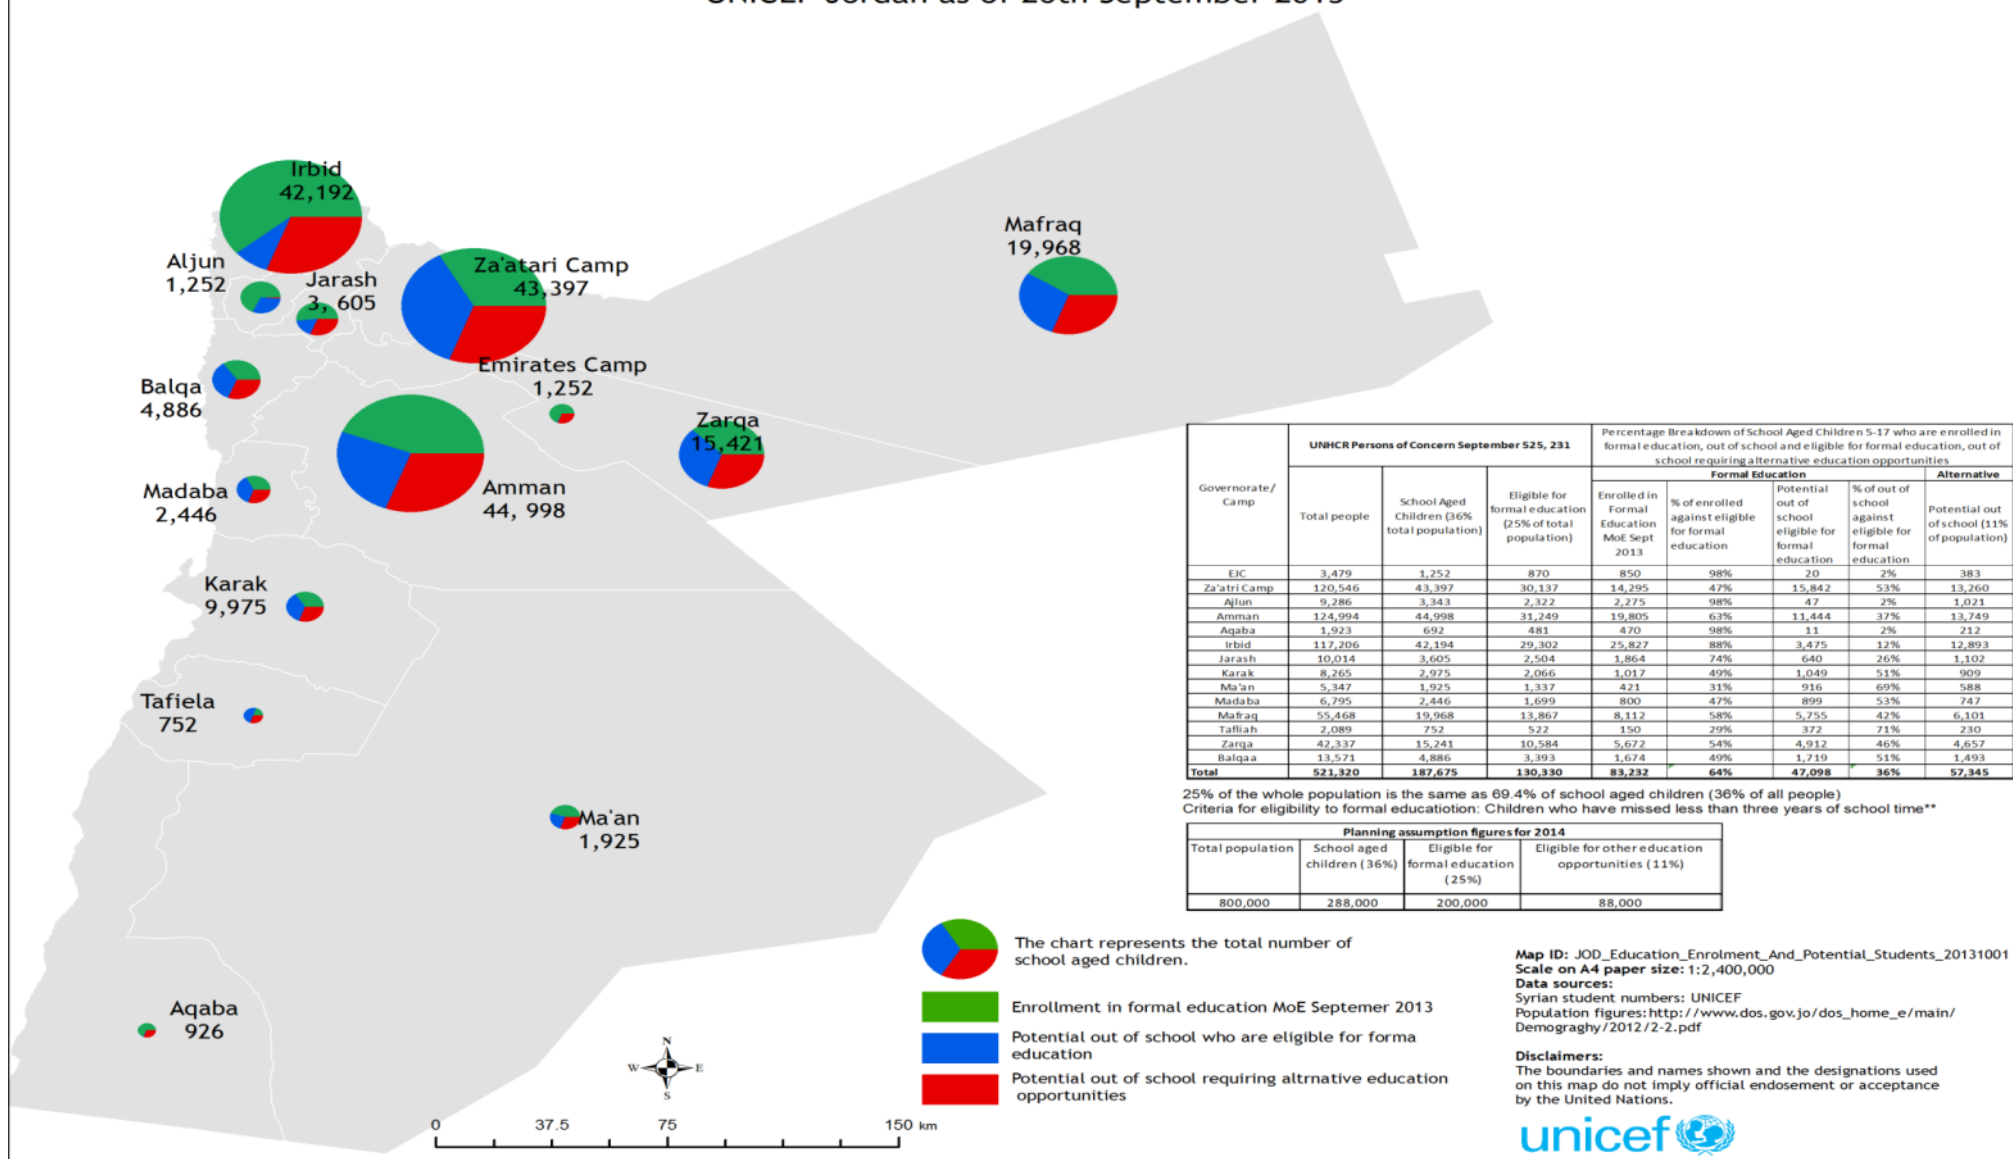 Irbid
42,192
Aljun
1,252
Jarash
3, 605
Za'atari Camp
43,397
Mafraq
19,968
Emirates Camp
1,252
Balqa
4,886
Zarqa
15,421
Madaba
2,446
Amman
44, 998
Karak
9,975
Tafiela
752
Ma'an
1,925
Aqaba
926
Governorate/ Camp
UNHCR Persons of Concern September 525, 231
Percentage Breakdown of School Aged Children 5-17 who are enrolled in
formal education, out of school and eligible for formal education, out of
school requiring alternative education opportunities
Formal Education Alternative
Total people
School Aged Children (36% total population)
Eligible for formal education (25% of total population)
Enrolled in Formal Education MoE Sept 2013
% of enrolled against eligible for formal education
Potential out of school eligible for formal education
% of out of school against eligible for formal education
Potential out of school (11% of population)
EJC 3,479 1,252 870 850 98% 20 2% 383
Za'atri Camp 120,546 43,397 30,137 14,295 47% 15,842 53% 13,260
Ajlun 9,286 3,343 2,322 2,275 98% 47 2% 1,021
Amman 124,994 44,998 31,249 19,805 63% 11,444 37% 13,749
Aqaba 1,923 692 481 470 98% 11 2% 212
Irbid 117,206 42,194 29,302 25,827 88% 3,475 12% 12,893
Jarash 10,014 3,605 2,504 1,864 74% 640 26% 1,102
Karak 8,265 2,975 2,066 1,017 49% 1,049 51% 909
Ma'an 5,347 1,925 1,337 421 31% 916 69% 588
Madaba 6,795 2,446 1,699 800 47% 899 53% 747
Mafraq 55,468 19,968 13,867 8,112 58% 5,755 42% 6,101
Tafliah 2,089 752 522 150 29% 372 71% 230
Zarqa 42,337 15,241 10,584 5,672 54% 4,912 46% 4,657
Balqaa 13,571 4,886 3,393 1,674 49% 1,719 51% 1,493
Total 521,320 187,675 130,330 83,232 64% 47,098 36% 57,345
25% of the whole population is the same as 69.4% of school aged children (36% of all people)
Criteria for eligibility to formal educatiotion: Children who have missed less than three years of school time**
Planning assumption figures for 2014
Total population
School aged children (36%)
Eligible for formal education (25%)
Eligible for other education opportunities (11%)
800,000 288,000 200,000 88,000
The chart represents the total number of
school aged children.
Enrollment in formal education MoE Septemer 2013
Potential out of school who are eligible for forma
education
Potential out of school requiring altrnative education
opportunities
N
W E
S
0 37.5 75 150 km
Map ID: JOD_Education_Enrolment_And_Potential_Students_20131001
Scale on A4 paper size: 1:2,400,000
Data sources:
Syrian student numbers: UNICEF
Population figures: http://www.dos.gov.jo/dos_home_e/main/
Demograghy/2012/2-2.pdf
Disclaimers:
The boundaries and names shown and the designations used
on this map do not imply official endosement or acceptance
by the United Nations.
unicef